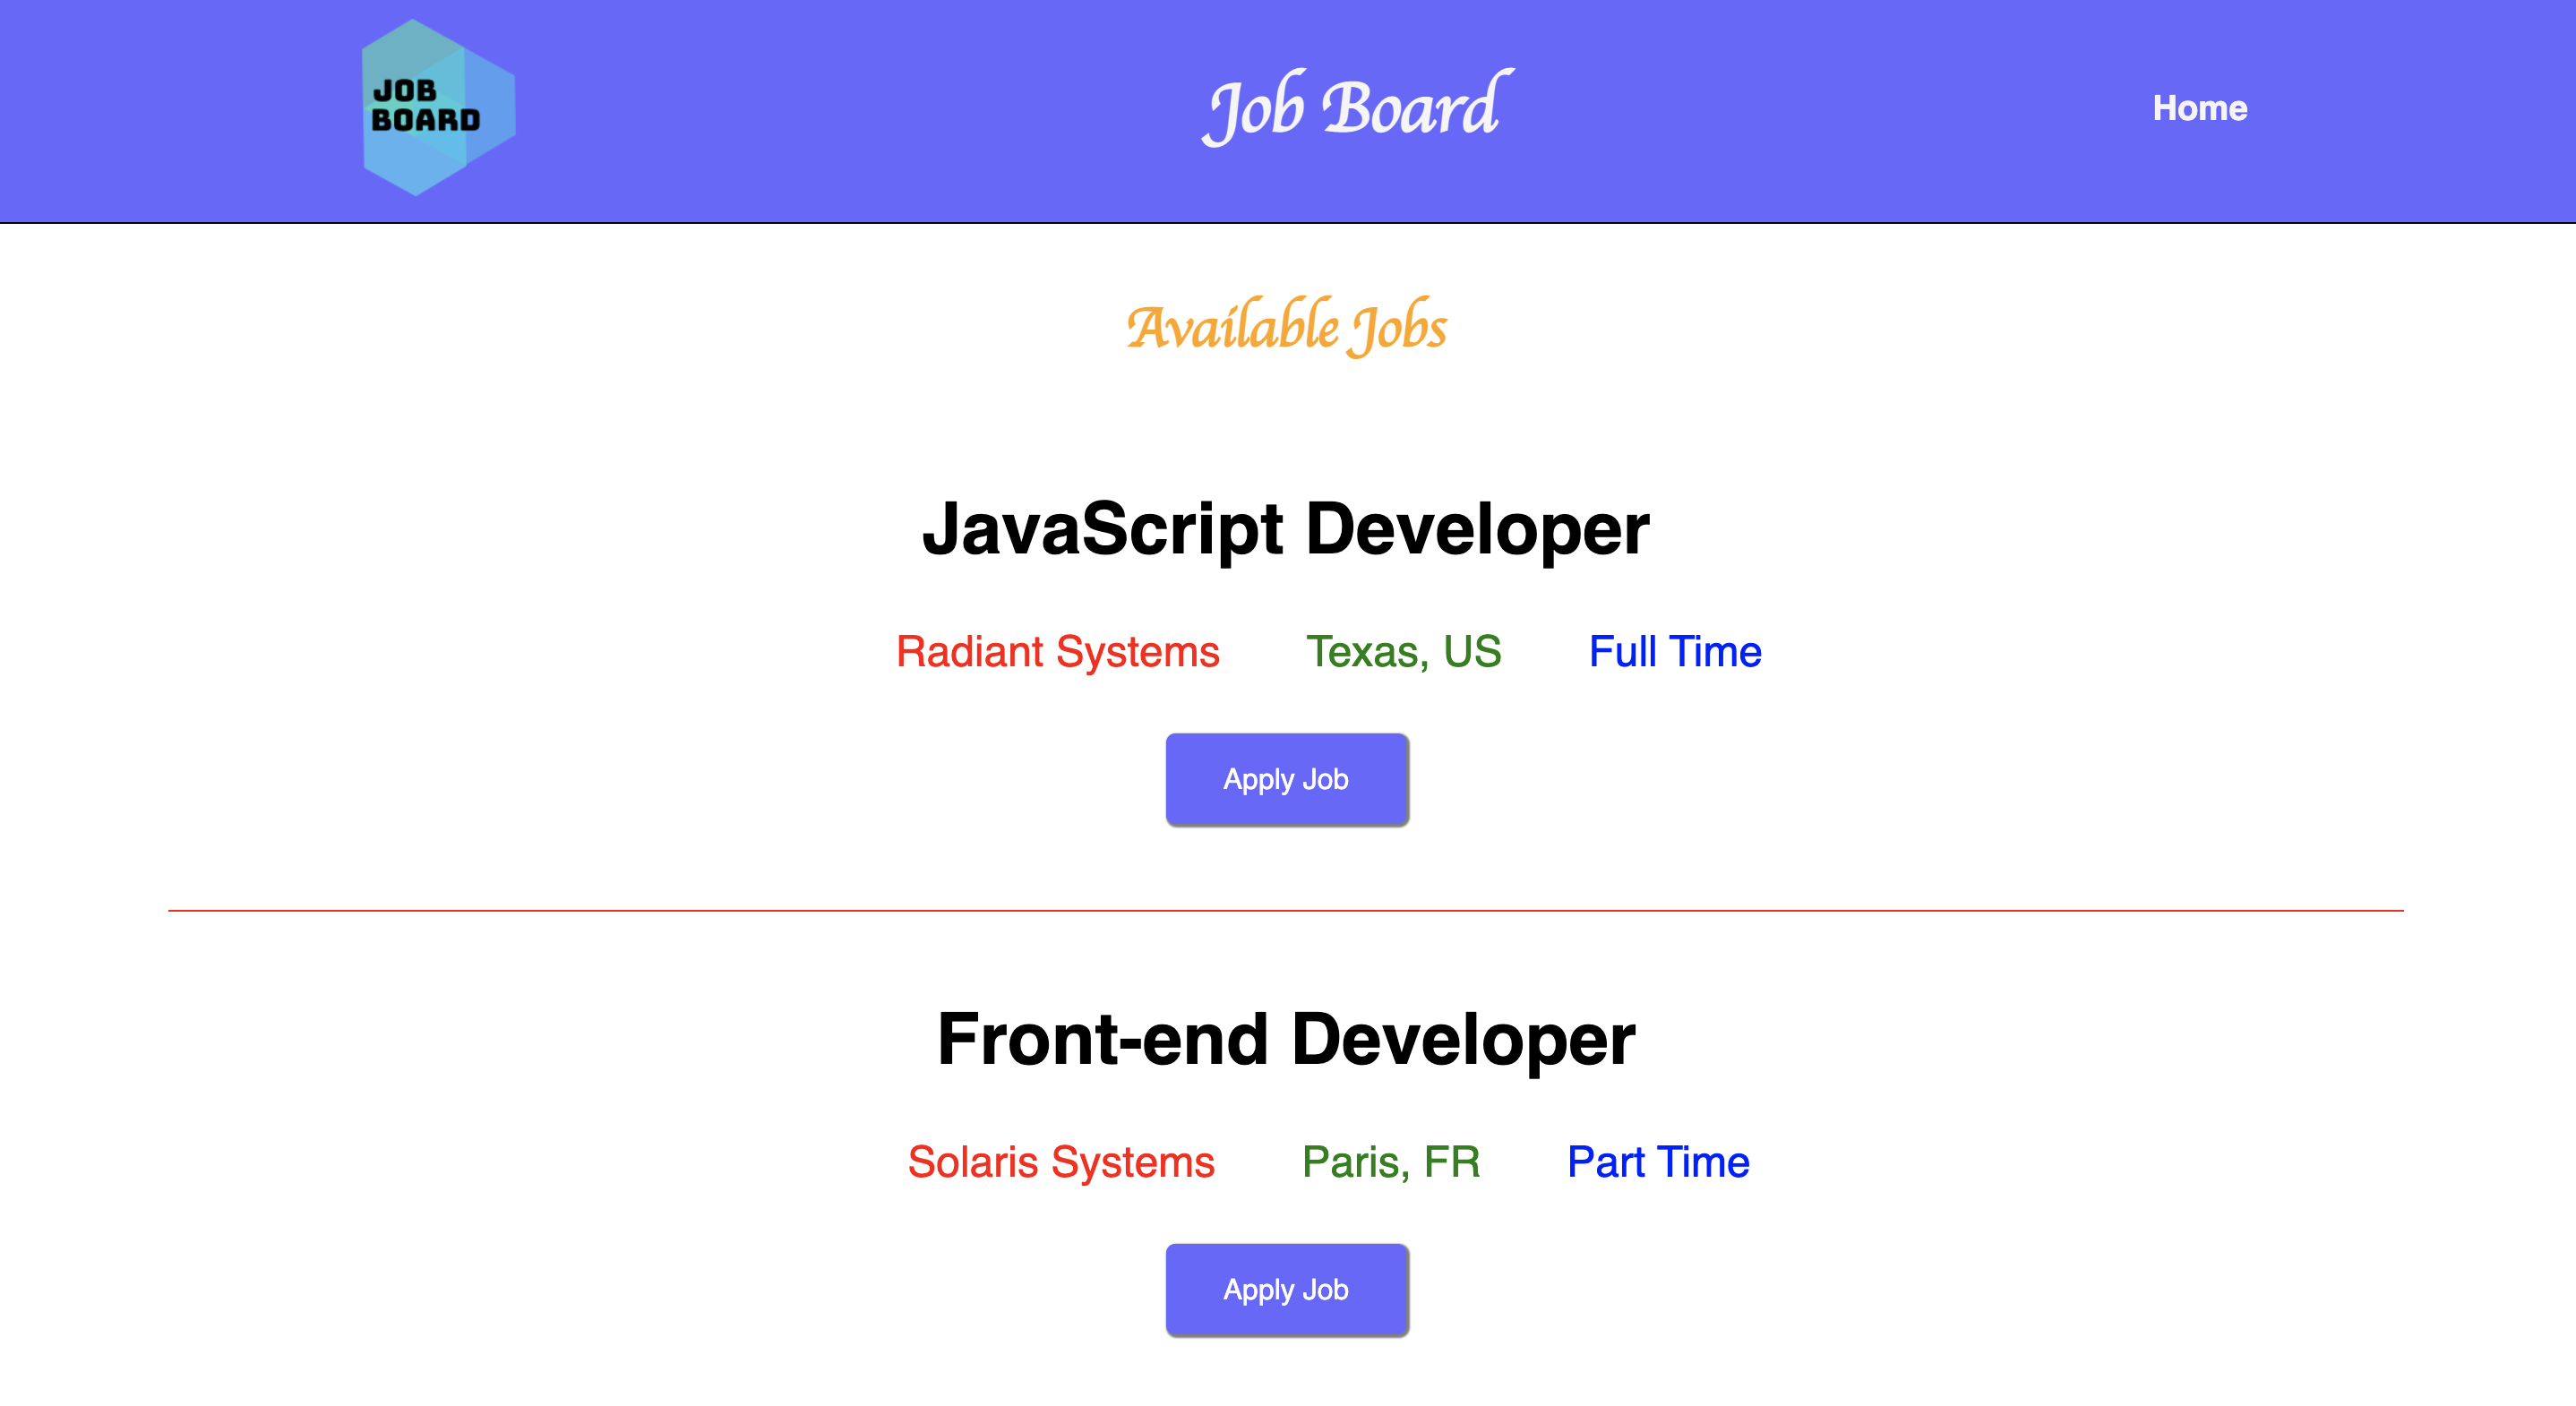 JOB
BOARD
Job Board
Home
Available Jobs
JavaScript Developer
Radiant Systems Texas, US Full Time
Apply Job
Front-end Developer
Solaris Systems Paris, FR Part Time
Apply Job